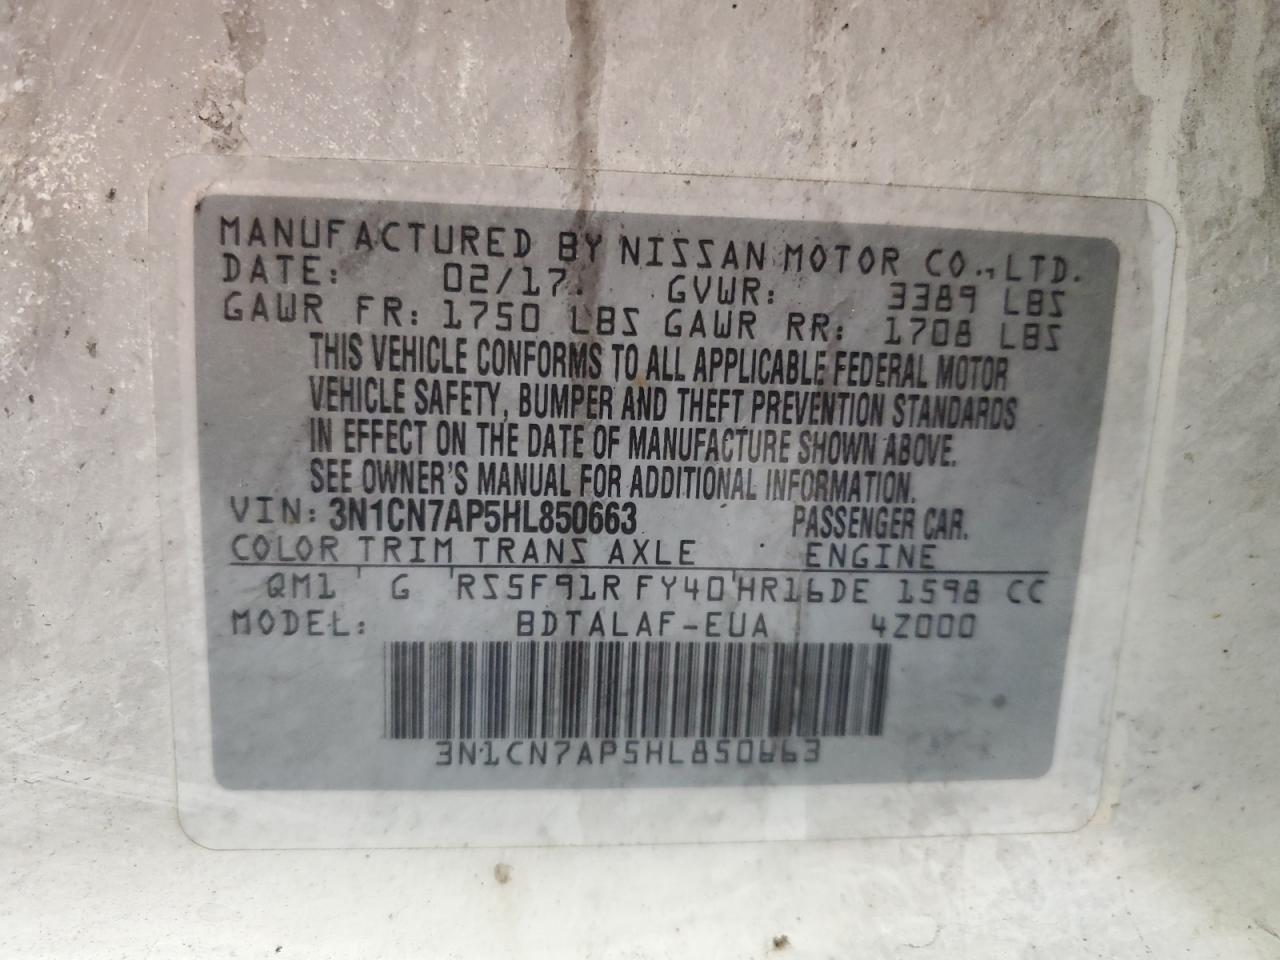 MANUFACTURED BY NISSAN MOTOR CO., LTD.
DATE: 02/17. GVWR: 3389 LBS
GAWR FR: 1750 LBS GAWR RR: 1708 LBS
THIS VEHICLE CONFORMS TO ALL APPLICABLE FEDERAL MOTOR
VEHICLE SAFETY, BUMPER AND THEFT PREVENTION STANDARDS
IN EFFECT ON THE DATE OF MANUFACTURE SHOWN ABOVE.
SEE OWNER'S MANUAL FOR ADDITIONAL INFORMATION.
VIN: 3N1CN7AP5HL850663 PASSENGER CAR.
COLOR TRIM TRANS AXLE ENGINE
QM1 G RS5F91R FY40 HR16DE 1598 CC
MODEL: BDTALAF-EUA 4Z000
3N1CN7AP5HL850663